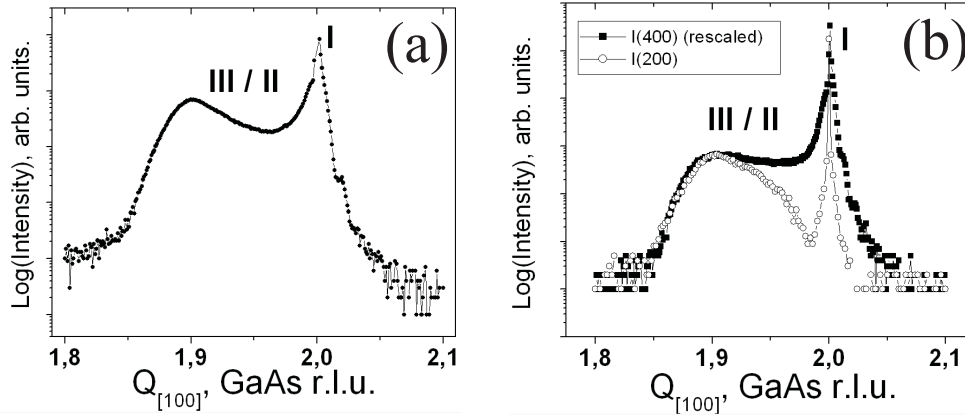 (a)
I
III / II
Log(Intensity), arb. units.
1,8 1,9 2,0 2,1
Q[100], GaAs r.l.u.
(b)
I(400) (rescaled)
I(200)
I
III / II
Log(Intensity), arb. units.
1,8 1,9 2,0 2,1
Q[100], GaAs r.l.u.